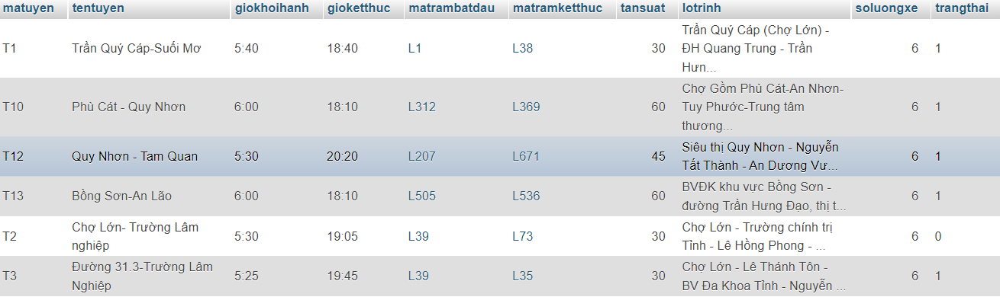 matuyen tentuyen giokhoihanh gioketthuc matrambatdau matramketthuc tansuat lotrinh soluongxe trangthai
T1 Trần Quý Cáp-Suối Mơ 5:40 18:40 L1 L38 30 Trần Quý Cáp (Chợ Lớn) - 6 1
ĐH Quang Trung - Trần
Hưn...
T10 Phù Cát - Quy Nhơn 6:00 18:10 L312 L369 60 Chợ Gồm Phù Cát-An Nhơn- 6 1
Tuy Phước-Trung tâm
thương...
T12 Quy Nhơn - Tam Quan 5:30 20:20 L207 L671 45 Siêu thị Quy Nhơn - Nguyễn 6 1
Tất Thành - An Dương Vư...
T13 Bồng Sơn-An Lão 6:00 18:10 L505 L536 60 BVĐK khu vực Bồng Sơn - 6 1
đường Trần Hưng Đạo, thị t...
T2 Chợ Lớn- Trường Lâm 5:30 19:05 L39 L73 30 Chợ Lớn - Trường chính trị 6 0
nghiệp Tỉnh - Lê Hồng Phong - ...
T3 Đường 31.3-Trường Lâm 5:25 19:45 L39 L35 30 Chợ Lớn - Lê Thánh Tôn - 6 1
Nghiệp BV Đa Khoa Tỉnh - Nguyễn ...